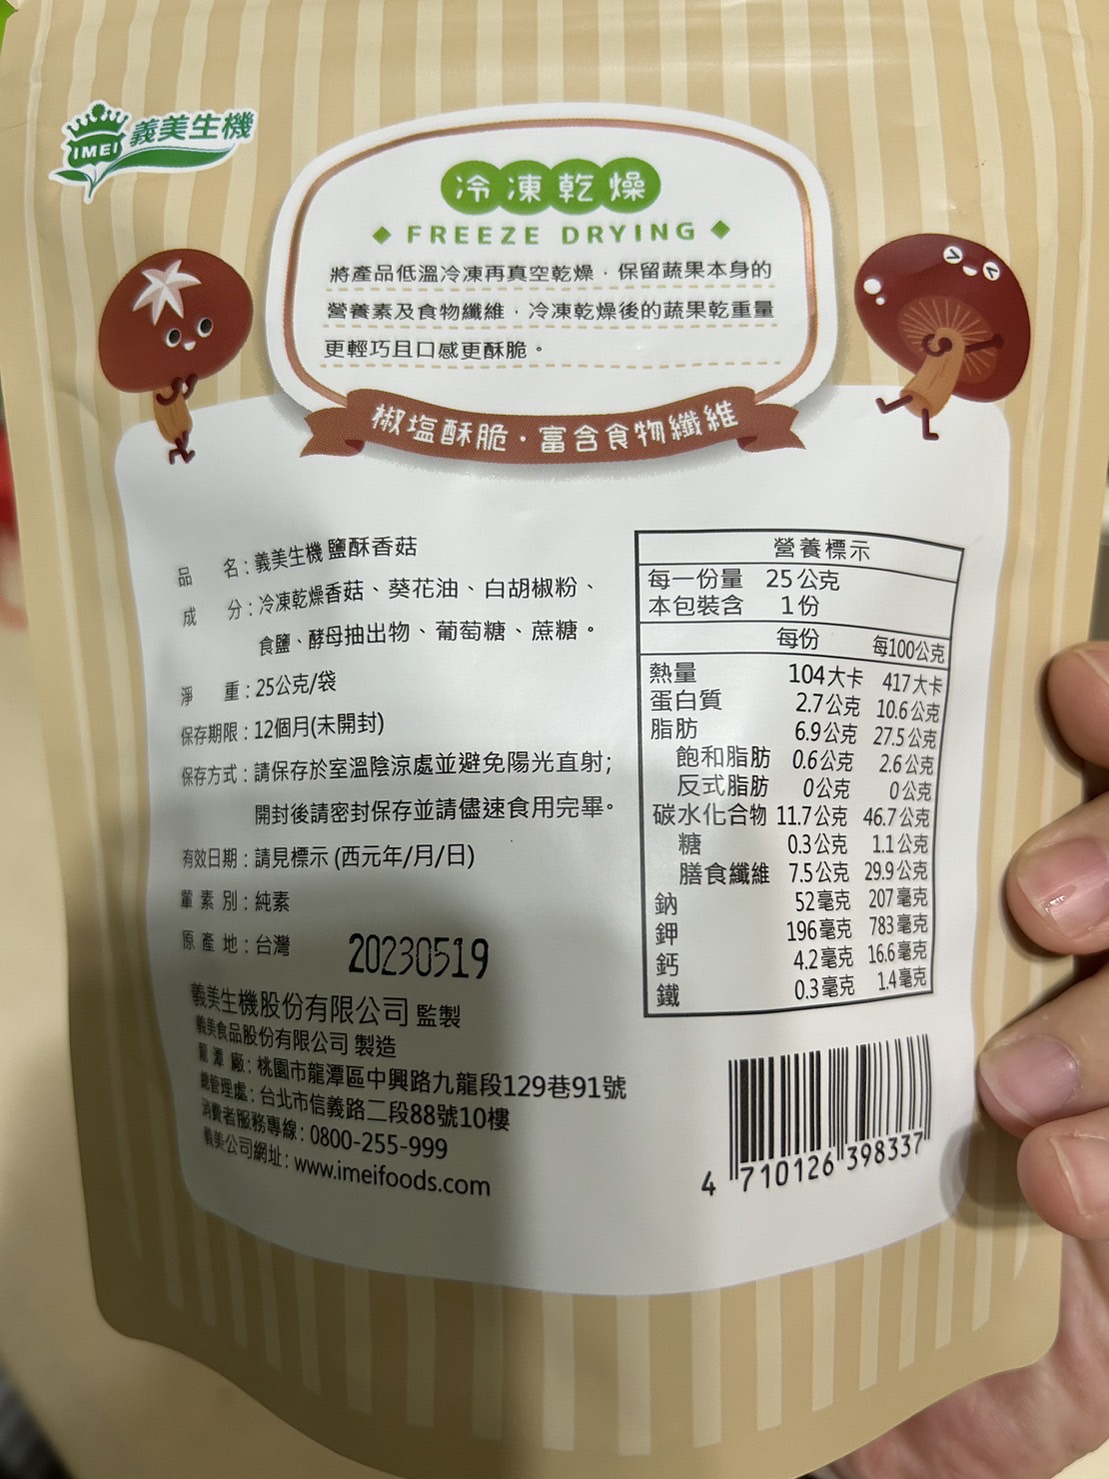 IMEI 義美生機
冷凍乾燥
FREEZE DRYING
將產品低溫冷凍再真空乾燥，保留蔬果本身的
營養素及食物纖維，冷凍乾燥後的蔬果乾重量
更輕巧且口感更酥脆。
椒塩酥脆・富含食物纖維
品名：義美生機 鹽酥香菇
成分：冷凍乾燥香菇、葵花油、白胡椒粉、
食鹽、酵母抽出物、葡萄糖、蔗糖。
淨重：25公克/袋
保存期限：12個月(未開封)
保存方式：請保存於室溫陰涼處並避免陽光直射;
開封後請密封保存並請儘速食用完畢。
有效日期：請見標示 (西元年/月/日)
葷素別：純素
原產地：台灣
20230519
義美生機股份有限公司 監製
義美食品股份有限公司 製造
龍潭廠：桃園市龍潭區中興路九龍段129巷91號
總管理處：台北市信義路二段88號10樓
消費者服務專線：0800-255-999
義美公司網址：www.imeifoods.com
營養標示
每一份量 25公克
本包裝含 1份
每份 每100公克
熱量 104大卡 417大卡
蛋白質 2.7公克 10.6公克
脂肪 6.9公克 27.5公克
飽和脂肪 0.6公克 2.6公克
反式脂肪 0公克 0公克
碳水化合物 11.7公克 46.7公克
糖 0.3公克 1.1公克
膳食纖維 7.5公克 29.9公克
鈉 52毫克 207毫克
鉀 196毫克 783毫克
鈣 4.2毫克 16.6毫克
鐵 0.3毫克 1.4毫克
4 710126 398337